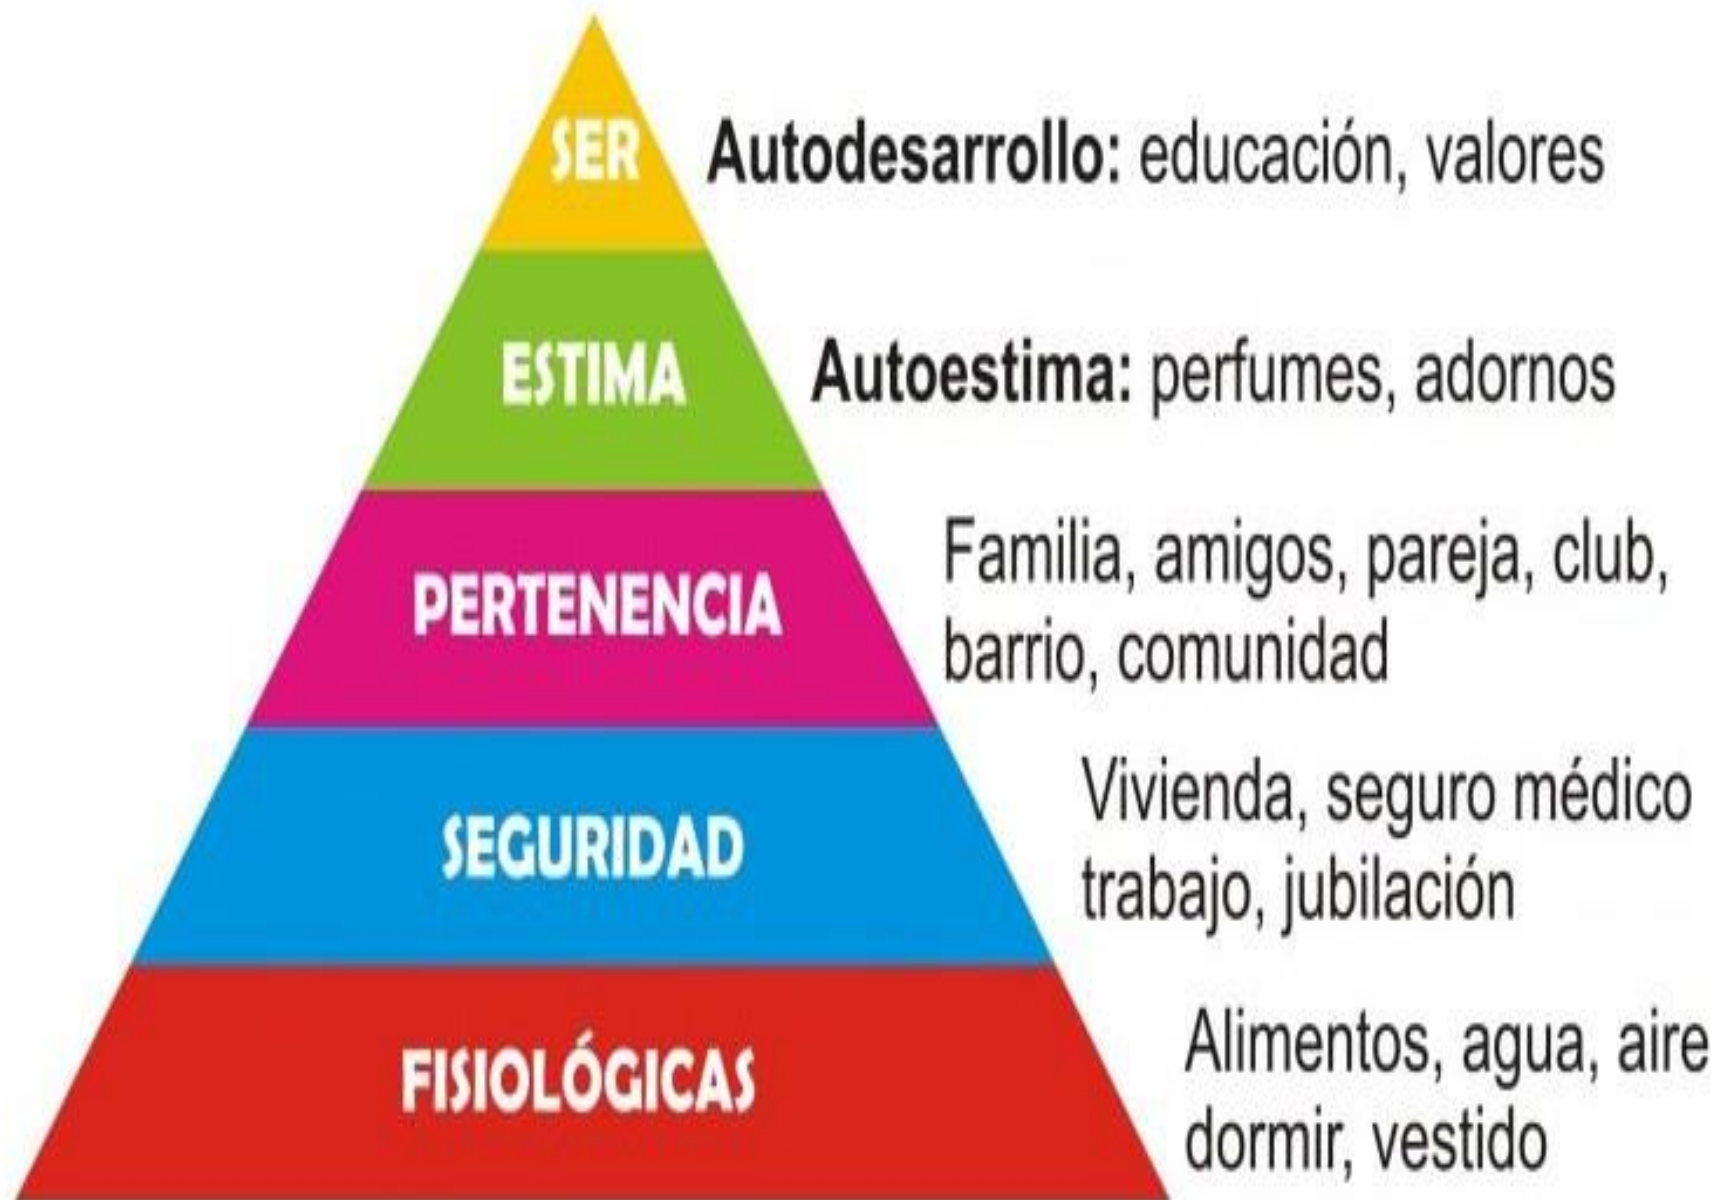 SER
Autodesarrollo: educación, valores
ESTIMA
Autoestima: perfumes, adornos
PERTENENCIA
Familia, amigos, pareja, club,
barrio, comunidad
SEGURIDAD
Vivienda, seguro médico
trabajo, jubilación
FISIOLÓGICAS
Alimentos, agua, aire
dormir, vestido